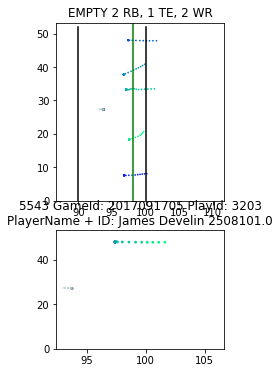 EMPTY 2 RB, 1 TE, 2 WR
50
40
30
20
10
0
90 95 100 105 110
5543 GameId: 2017091705 PlayId: 3203
PlayerName + ID: James Develin 2508101.0
40
20
0
95 100 105